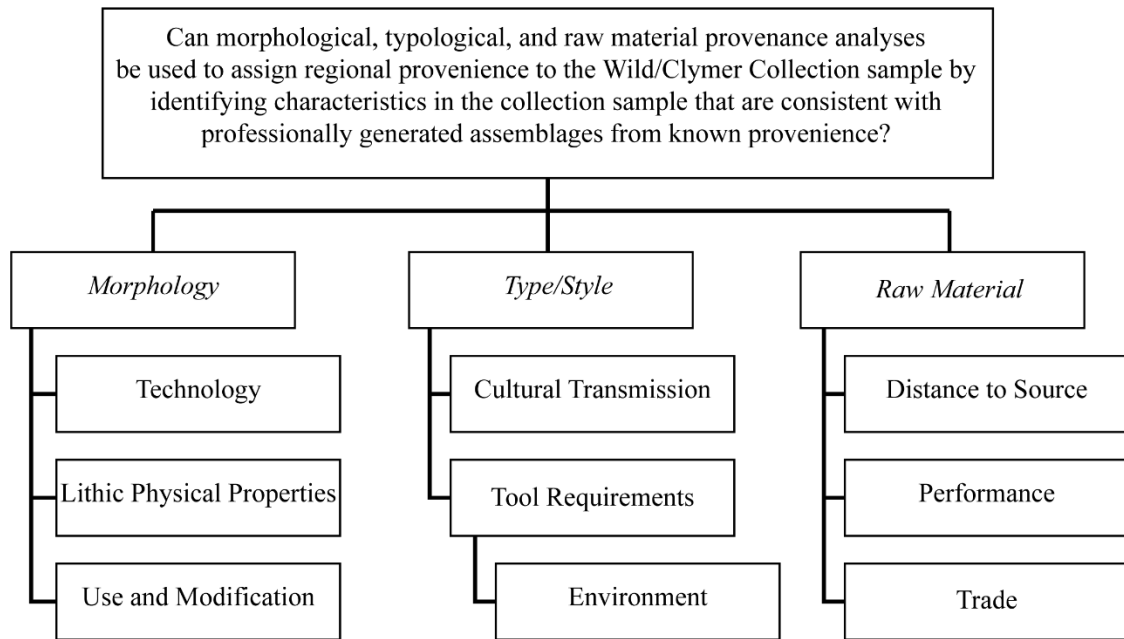 Can morphological, typological, and raw material provenance analyses
be used to assign regional provenience to the Wild/Clymer Collection sample by
identifying characteristics in the collection sample that are consistent with
professionally generated assemblages from known provenience?
Morphology
Technology
Lithic Physical Properties
Use and Modification
Type/Style
Cultural Transmission
Tool Requirements
Environment
Raw Material
Distance to Source
Performance
Trade